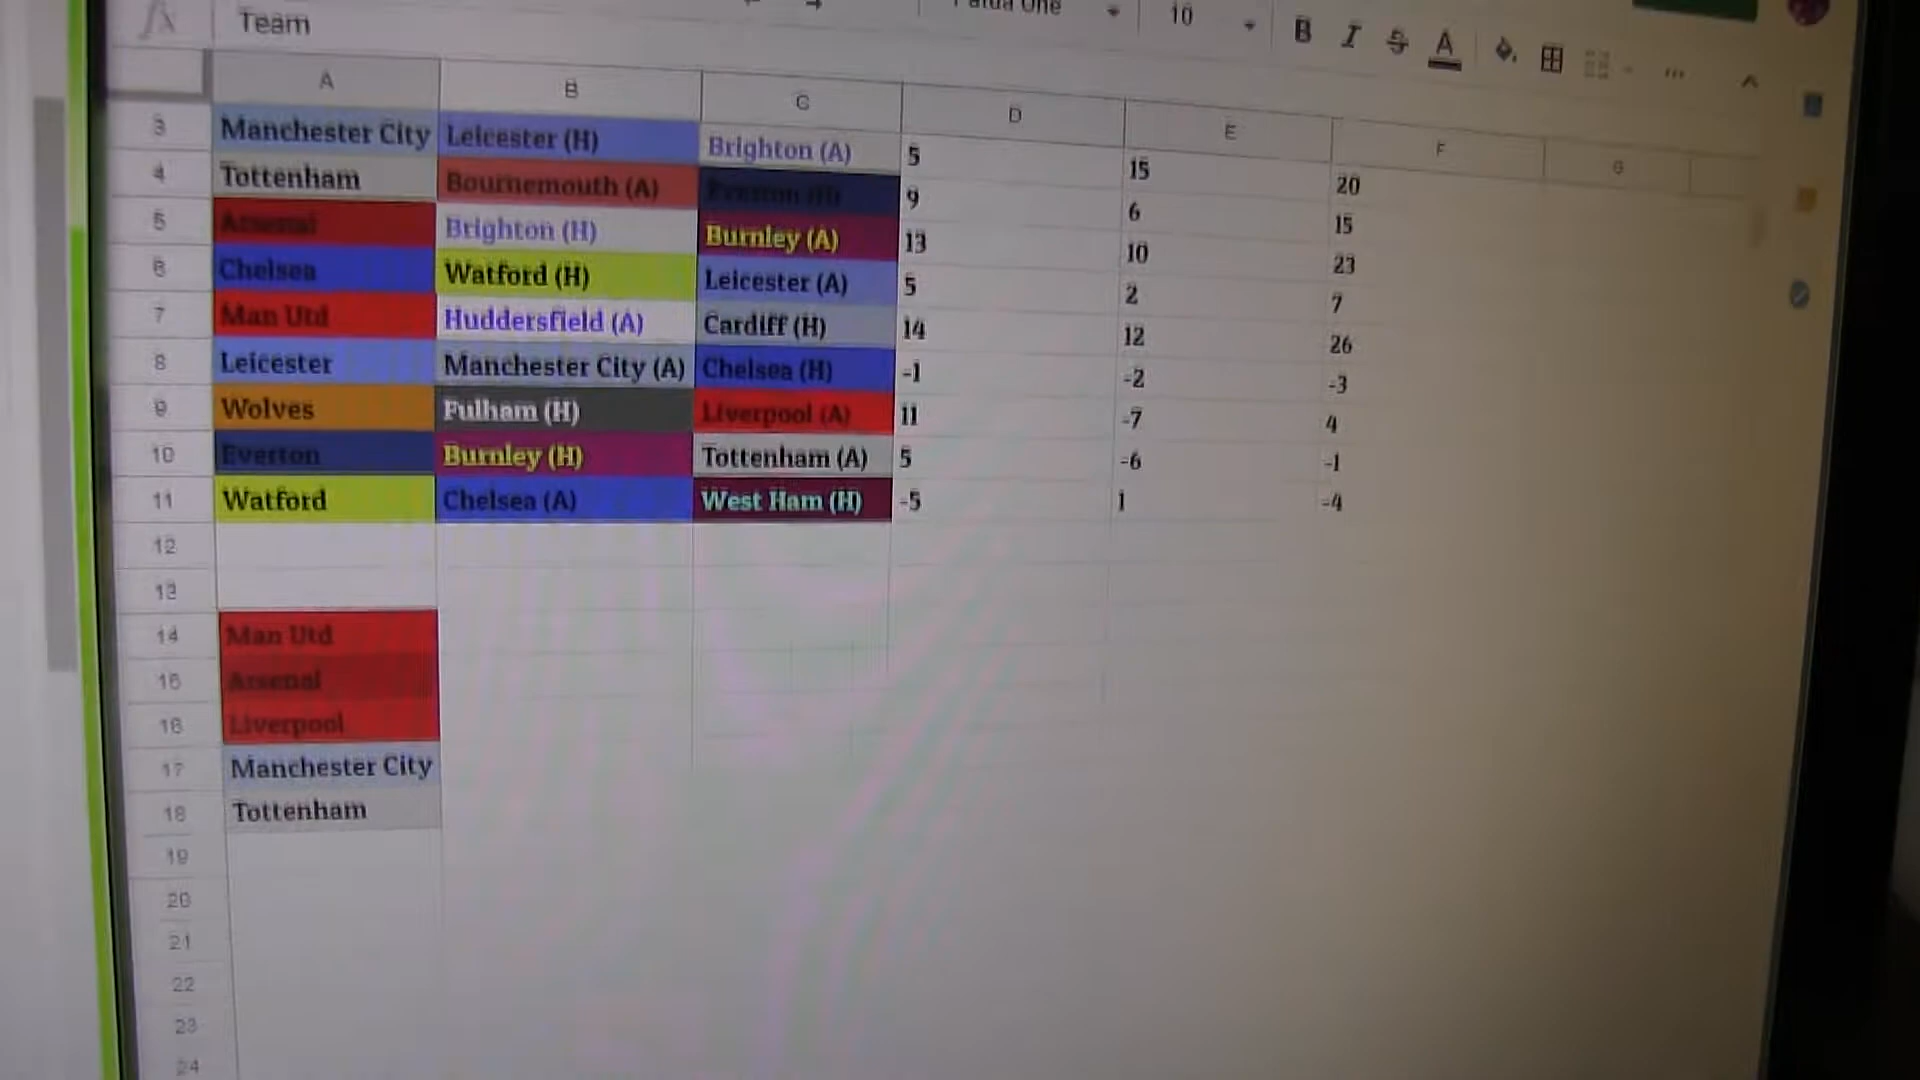 Team
10 B I S A
A B C D E F G
3 Manchester City Leicester (H) Brighton (A) 5 15 20
4 Tottenham Bournemouth (A) Everton (H) 9 6 15
5 Arsenal Brighton (H) Burnley (A) 13 10 23
6 Chelsea Watford (H) Leicester (A) 5 2 7
7 Man Utd Huddersfield (A) Cardiff (H) 14 12 26
8 Leicester Manchester City (A) Chelsea (H) -1 -2 -3
9 Wolves Fulham (H) Liverpool (A) 11 -7 4
10 Everton Burnley (H) Tottenham (A) 5 -6 -1
11 Watford Chelsea (A) West Ham (H) -5 1 -4
12
13
14 Man Utd
15 Arsenal
16 Liverpool
17 Manchester City
18 Tottenham
19
20
21
22
23
24